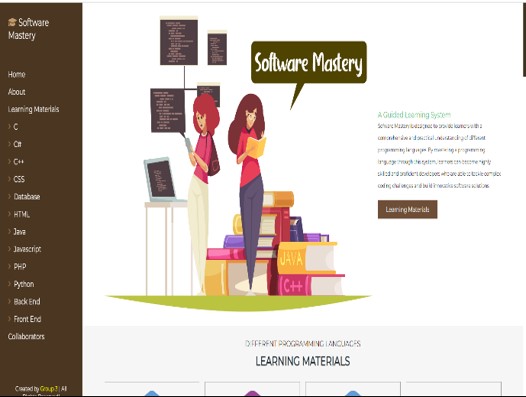 Software
Mastery
Home
About
Learning Materials
C
C#
C++
CSS
Database
HTML
Java
Javascript
PHP
Python
Back End
Front End
Collaborators
Created by Group 3 | All
Software Mastery
JAVA
C++
A Guided Learning System
Software Mastery is designed to provide learners with a
comprehensive and practical understanding of different
programming languages. By mastering a programming
language through this system, learners can become highly
skilled and proficient developers who are able to tackle complex
coding challenges and build innovative software solutions.
Learning Materials
DIFFERENT PROGRAMMING LANGUAGES
LEARNING MATERIALS